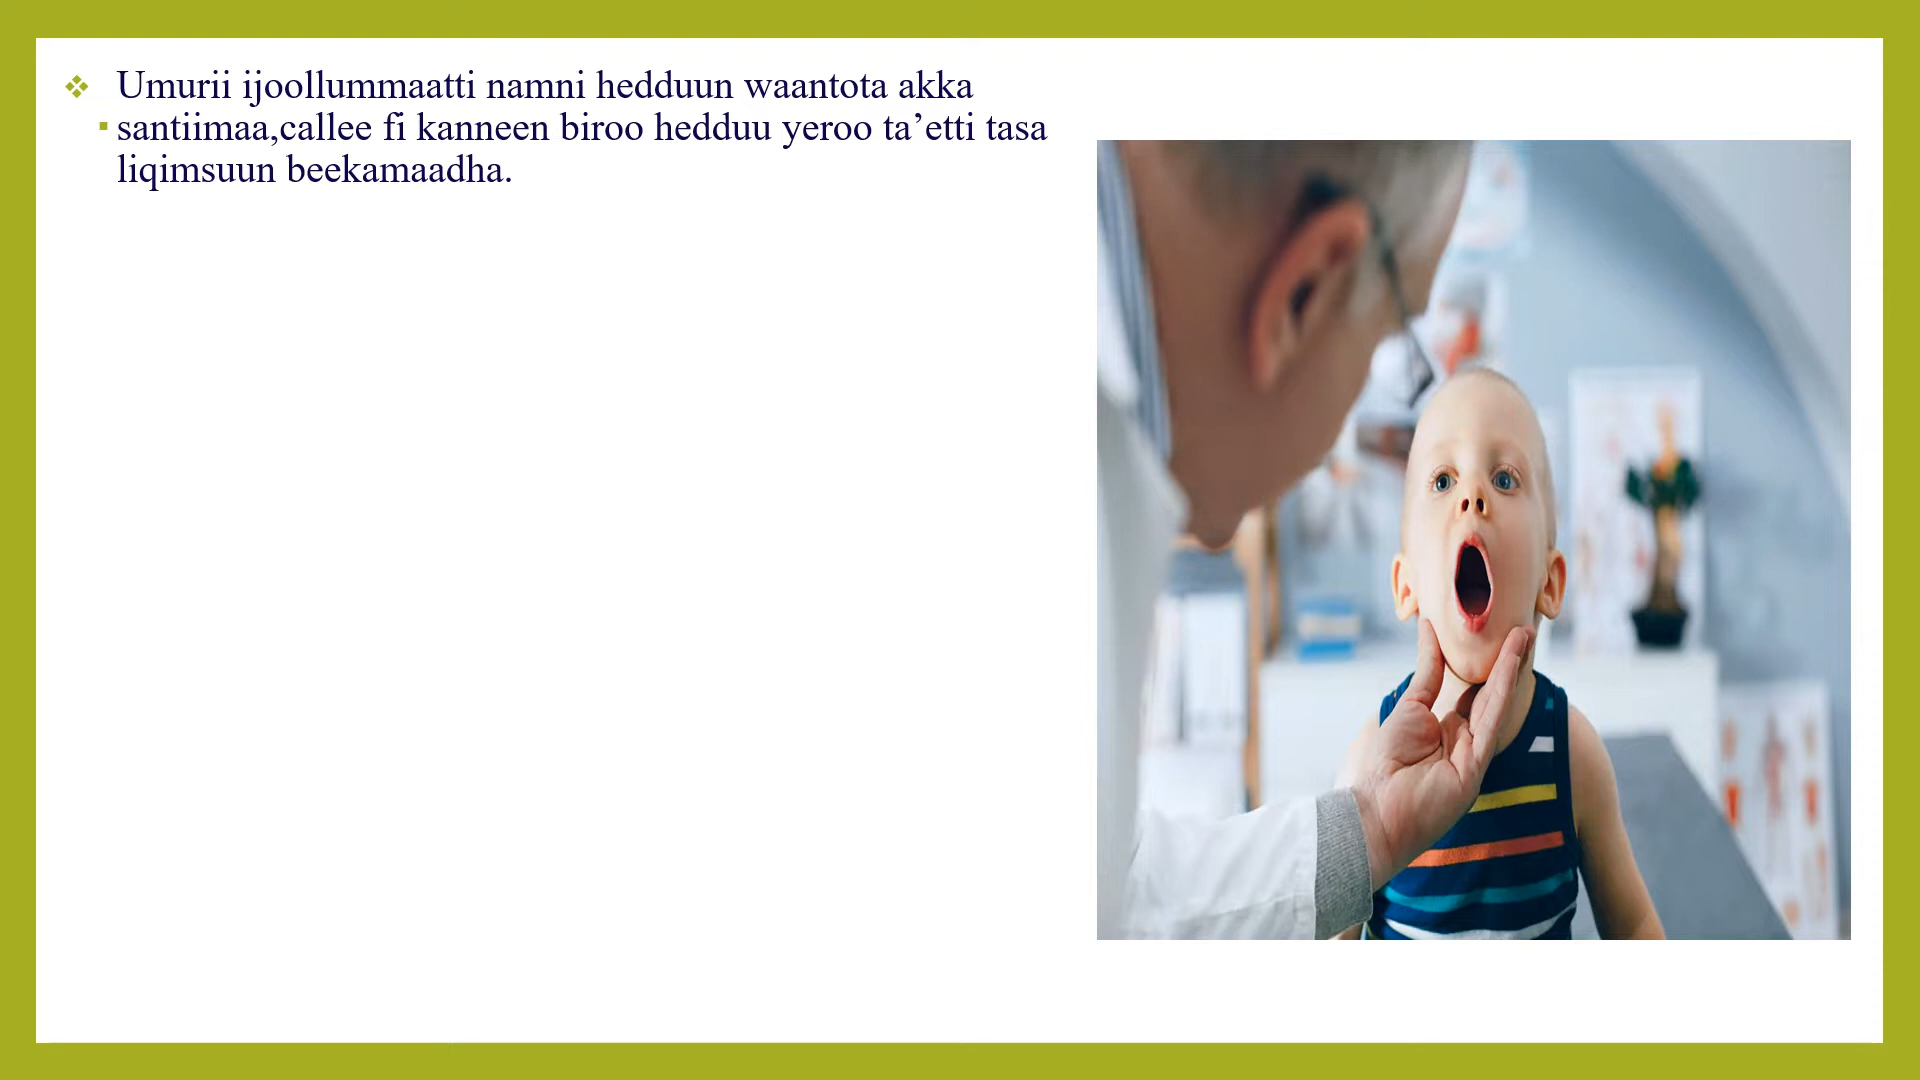 Umurii ijoollummaatti namni hedduun waantota akka
santiimaa,callee fi kanneen biroo hedduu yeroo ta’etti tasa
liqimsuun beekamaadha.